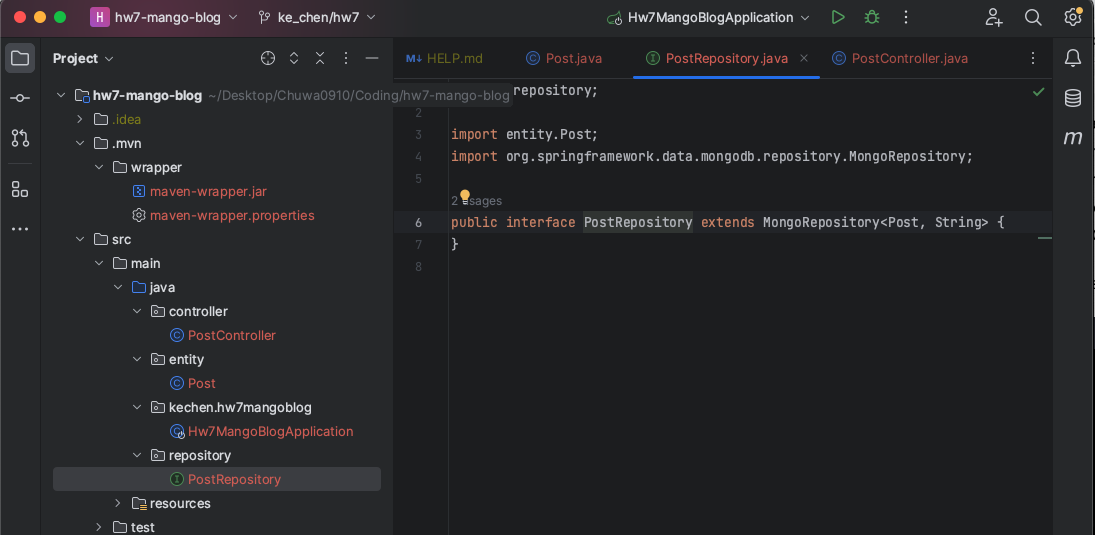 H hw7-mango-blog ke_chen/hw7 Hw7MangoBlogApplication
Project
M↓ HELP.md Post.java PostRepository.java PostController.java
hw7-mango-blog ~/Desktop/Chuwa0910/Coding/hw7-mango-blog
.idea
.mvn
wrapper
maven-wrapper.jar
maven-wrapper.properties
src
main
java
controller
PostController
entity
Post
kechen.hw7mangoblog
Hw7MangoBlogApplication
repository
PostRepository
resources
test
repository;
2
3 import entity.Post;
4 import org.springframework.data.mongodb.repository.MongoRepository;
5
2 sages
6 public interface PostRepository extends MongoRepository<Post, String> {
7 }
8
m